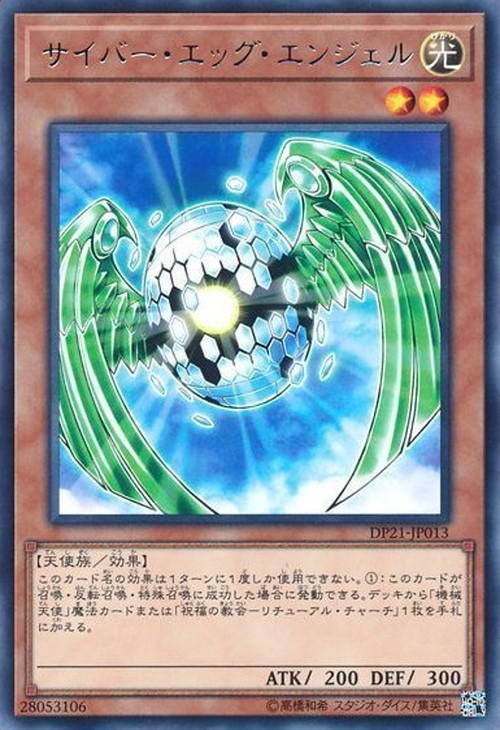 サイバー・エッグ・エンジェル
光
DP21-JP013
【天使族/効果】
このカード名の効果は1ターンに1度しか使用できない。①:このカードが
召喚・反転召喚・特殊召喚に成功した場合に発動できる。デッキから「機械
天使」魔法カードまたは「祝福の教会-リチューアル・チャーチ」1枚を手札
に加える。
ATK/ 200 DEF/ 300
28053106
©高橋和希 スタジオ・ダイス/集英社